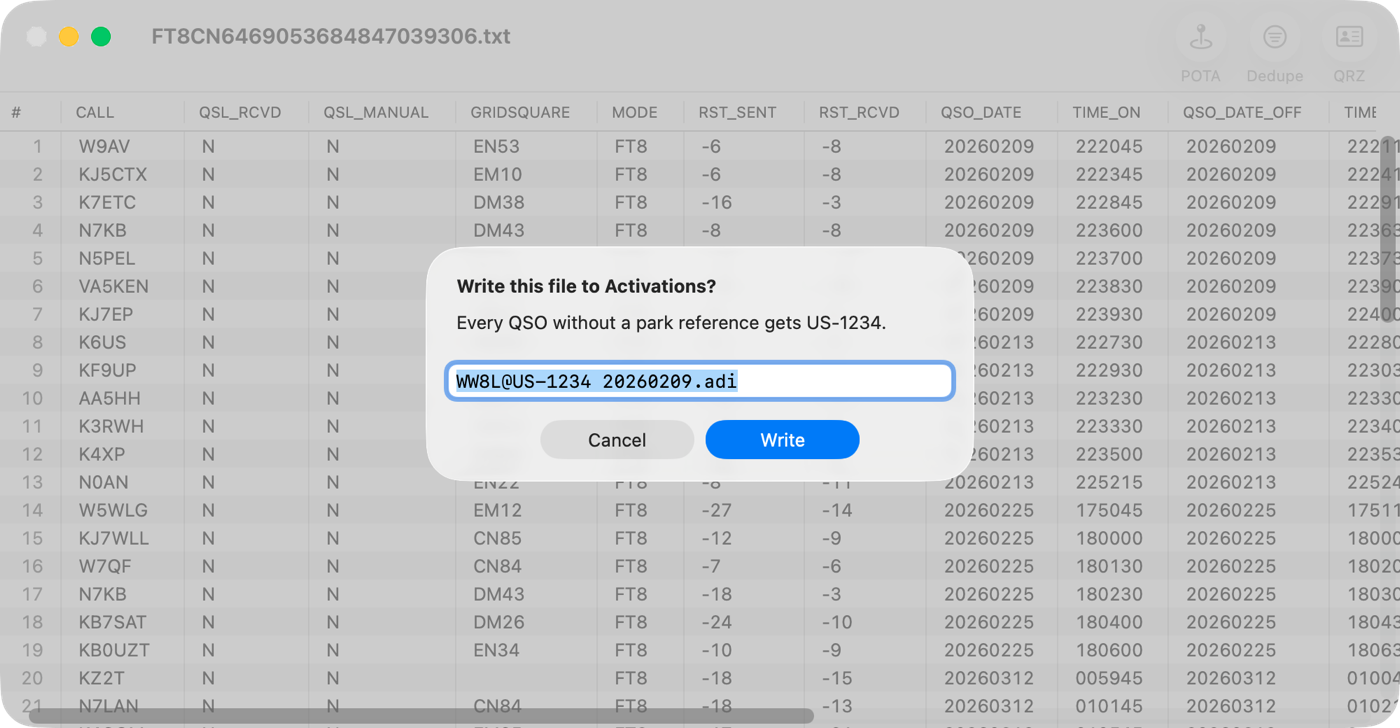 FT8CN6469053684847039306.txt
POTA Dedupe QRZ
# CALL QSL_RCVD QSL_MANUAL GRIDSQUARE MODE RST_SENT RST_RCVD QSO_DATE TIME_ON QSO_DATE_OFF TIME
1 W9AV N N EN53 FT8 -6 -8 20260209 222045 20260209
2 KJ5CTX N N EM10 FT8 -6 -8 20260209 222345 20260209
3 K7ETC N N DM38 FT8 -16 -3 20260209 222845 20260209
4 N7KB N N DM43 FT8 -8 -8 20260209 223600 20260209
5 N5PEL N N 223700 20260209
6 VA5KEN N N 223830 20260209
7 KJ7EP N N 223930 20260209
8 K6US N N 222730 20260213
9 KF9UP N N 222930 20260213
10 AA5HH N N 223230 20260213
11 K3RWH N N 223330 20260213
12 K4XP N N 223500 20260213
Write this file to Activations?
Every QSO without a park reference gets US-1234.
WW8L@US-1234 20260209.adi
Cancel Write
13 N0AN N N EN22 FT8 -8 -11 20260213 225215 20260213
14 W5WLG N N EM12 FT8 -27 -14 20260225 175045 20260225
15 KJ7WLL N N CN85 FT8 -12 -9 20260225 180000 20260225
16 W7QF N N CN84 FT8 -7 -6 20260225 180130 20260225
17 N7KB N N DM43 FT8 -18 -3 20260225 180230 20260225
18 KB7SAT N N DM26 FT8 -24 -10 20260225 180400 20260225
19 KB0UZT N N EN34 FT8 -10 -9 20260225 180600 20260225
20 KZ2T N N FT8 -18 -15 20260312 005945 20260312
21 N7LAN N N CN84 FT8 -18 -13 20260312 010145 20260312